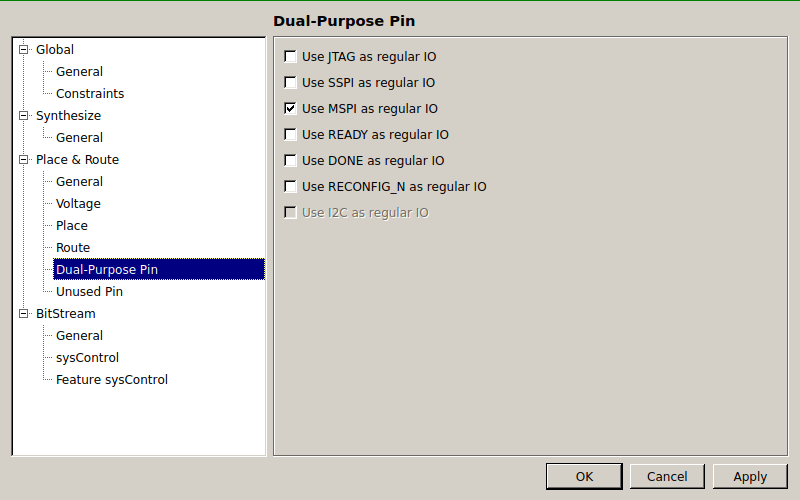 Dual-Purpose Pin
Global
General
Constraints
Synthesize
General
Place & Route
General
Voltage
Place
Route
Dual-Purpose Pin
Unused Pin
BitStream
General
sysControl
Feature sysControl
Use JTAG as regular IO
Use SSPI as regular IO
Use MSPI as regular IO
Use READY as regular IO
Use DONE as regular IO
Use RECONFIG_N as regular IO
Use I2C as regular IO
OK
Cancel
Apply